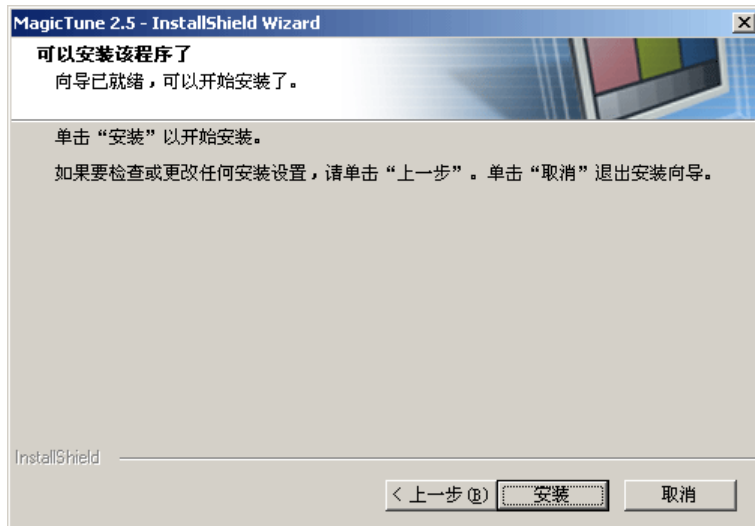 MagicTune 2.5 - InstallShield Wizard
可以安装该程序了
向导已就绪，可以开始安装了。
单击“安装”以开始安装。
如果要检查或更改任何安装设置，请单击“上一步”。单击“取消”退出安装向导。
InstallShield
< 上一步(B) 安装 取消